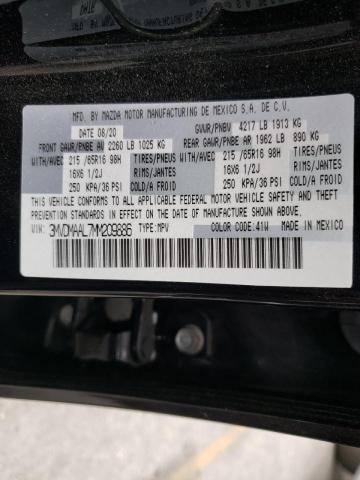 MFD. BY MAZDA MOTOR MANUFACTURING DE MEXICO S.A. DE C.V.
DATE 08/20 GVWR/PNBV 4217 LB 1913 KG
FRONT GAWR/PNBE AV 2260 LB 1025 KG REAR GAWR/PNBE AR 1962 LB 890 KG
WITH/AVEC 215 /65R16 98H TIRES/PNEUS WITH/AVEC 215 /65R16 98H TIRES/PNEUS
16X6 1/2J RIMS/JANTES 16X6 1/2J RIMS/JANTES
250 KPA/36 PSI COLD/A FROID 250 KPA/36 PSI COLD/A FROID
THIS VEHICLE CONFORMS TO ALL APPLICABLE FEDERAL MOTOR VEHICLE SAFETY, BUMPER, AND THEFT
PREVENTION STANDARDS IN EFFECT ON THE DATE OF MANUFACTURE SHOWN ABOVE.
VIN: 3MVDMAAL7MM209886 TYPE:MPV COLOR CODE:41W MADE IN MEXICO